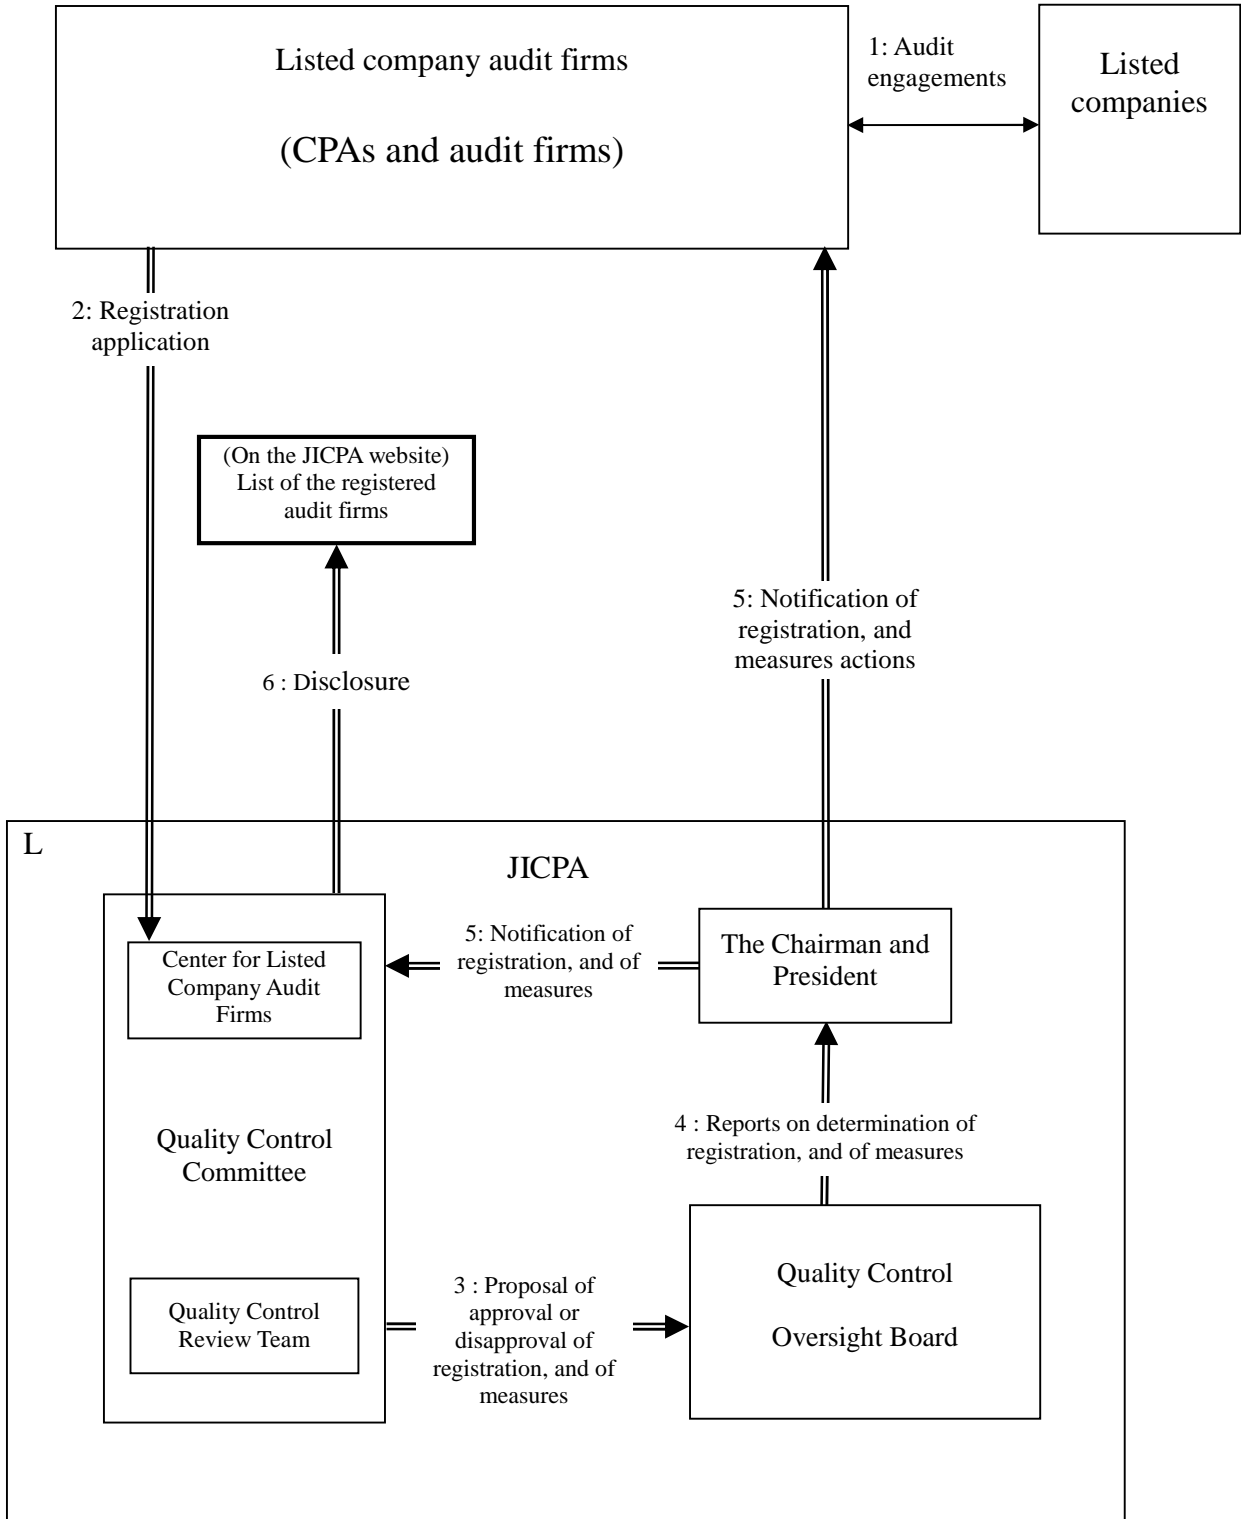 Listed company audit firms
(CPAs and audit firms)
1: Audit
engagements
Listed
companies
2: Registration
application
(On the JICPA website)
List of the registered
audit firms
5: Notification of
registration, and
measures actions
6 : Disclosure
L
JICPA
Center for Listed
Company Audit
Firms
5: Notification of
registration, and of
measures
The Chairman and
President
Quality Control
Committee
4 : Reports on determination of
registration, and of measures
Quality Control
Review Team
3 : Proposal of
approval or
disapproval of
registration, and of
measures
Quality Control
Oversight Board